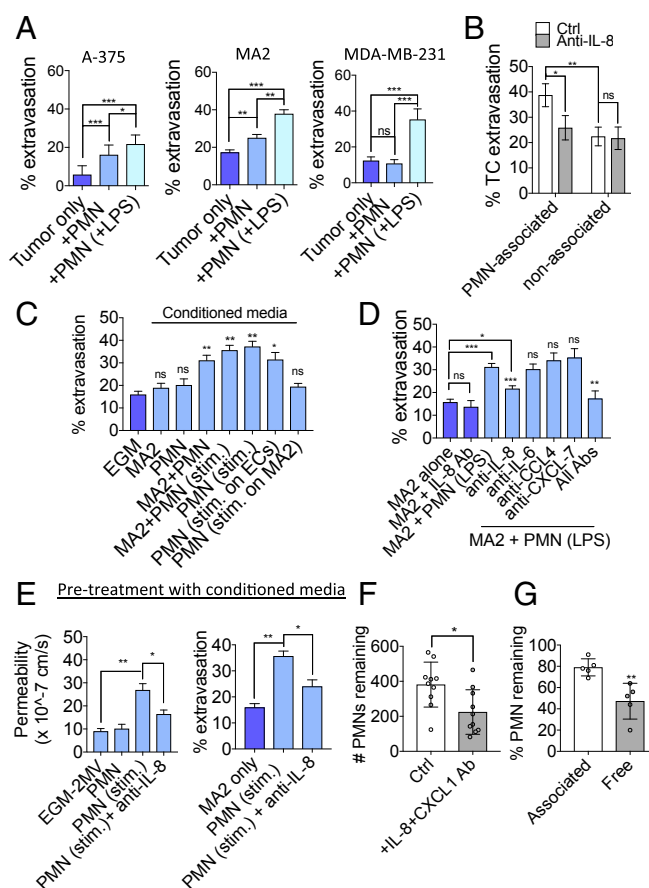 A
A-375
MA2
MDA-MB-231
% extravasation
60
40
20
0
***
***
*
Tumor only
+PMN
+PMN (+LPS)
% extravasation
50
40
30
20
10
0
***
**
**
Tumor only
+PMN
+PMN (+LPS)
% extravasation
60
40
20
0
***
***
ns
Tumor only
+PMN
+PMN (+LPS)
B
Ctrl
Anti-IL-8
% TC extravasation
50
40
30
20
10
0
**
*
ns
PMN-associated
non-associated
C
Conditioned media
% extravasation
50
40
30
20
10
0
ns
ns
**
**
**
*
ns
EGM
MA2
PMN
MA2+PMN
MA2+PMN (stim.)
PMN (stim.)
PMN (stim. on ECs)
PMN (stim. on MA2)
D
% extravasation
50
40
30
20
10
0
*
***
ns
***
ns
ns
ns
**
MA2 alone
MA2 + IL-8 Ab
MA2 + PMN (LPS)
anti-IL-8
anti-IL-6
anti-CCL4
anti-CXCL-7
All Abs
MA2 + PMN (LPS)
E
Pre-treatment with conditioned media
Permeability
(x 10^-7 cm/s)
50
40
30
20
10
0
**
*
EGM-2MV
PMN
PMN (stim.)
PMN (stim.)+ anti-IL-8
% extravasation
40
20
0
**
*
MA2 only
PMN (stim.)
PMN (stim.) + anti-IL-8
F
# PMNs remaining
600
400
200
0
*
Ctrl
+IL-8+CXCL1 Ab
G
% PMN remaining
100
80
60
40
20
0
**
Associated
Free